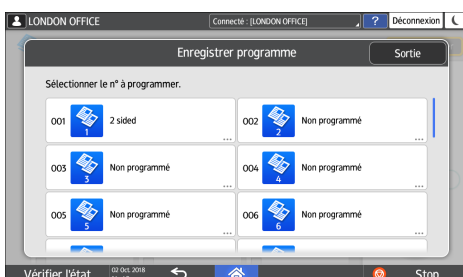 LONDON OFFICE
Connecté : [LONDON OFFICE]
?
Déconnexion
Enregistrer programme
Sortie
Sélectionner le n° à programmer.
001 1 2 sided ...
002 2 Non programmé ...
003 3 Non programmé ...
004 4 Non programmé ...
005 5 Non programmé ...
006 6 Non programmé ...
Vérifier l'état
02 Oct. 2018
Stop